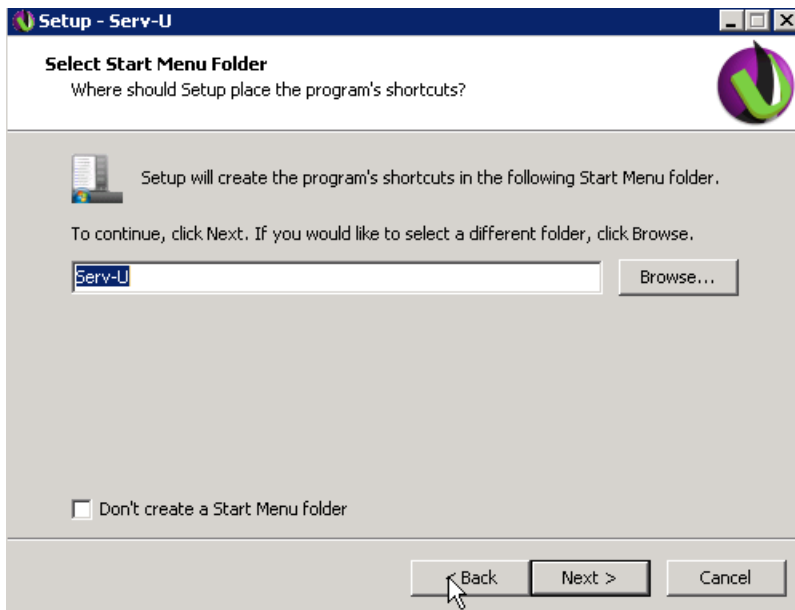 Setup - Serv-U
Select Start Menu Folder
Where should Setup place the program's shortcuts?
Setup will create the program's shortcuts in the following Start Menu folder.
To continue, click Next. If you would like to select a different folder, click Browse.
Serv-U
Browse...
Don't create a Start Menu folder
< Back
Next >
Cancel